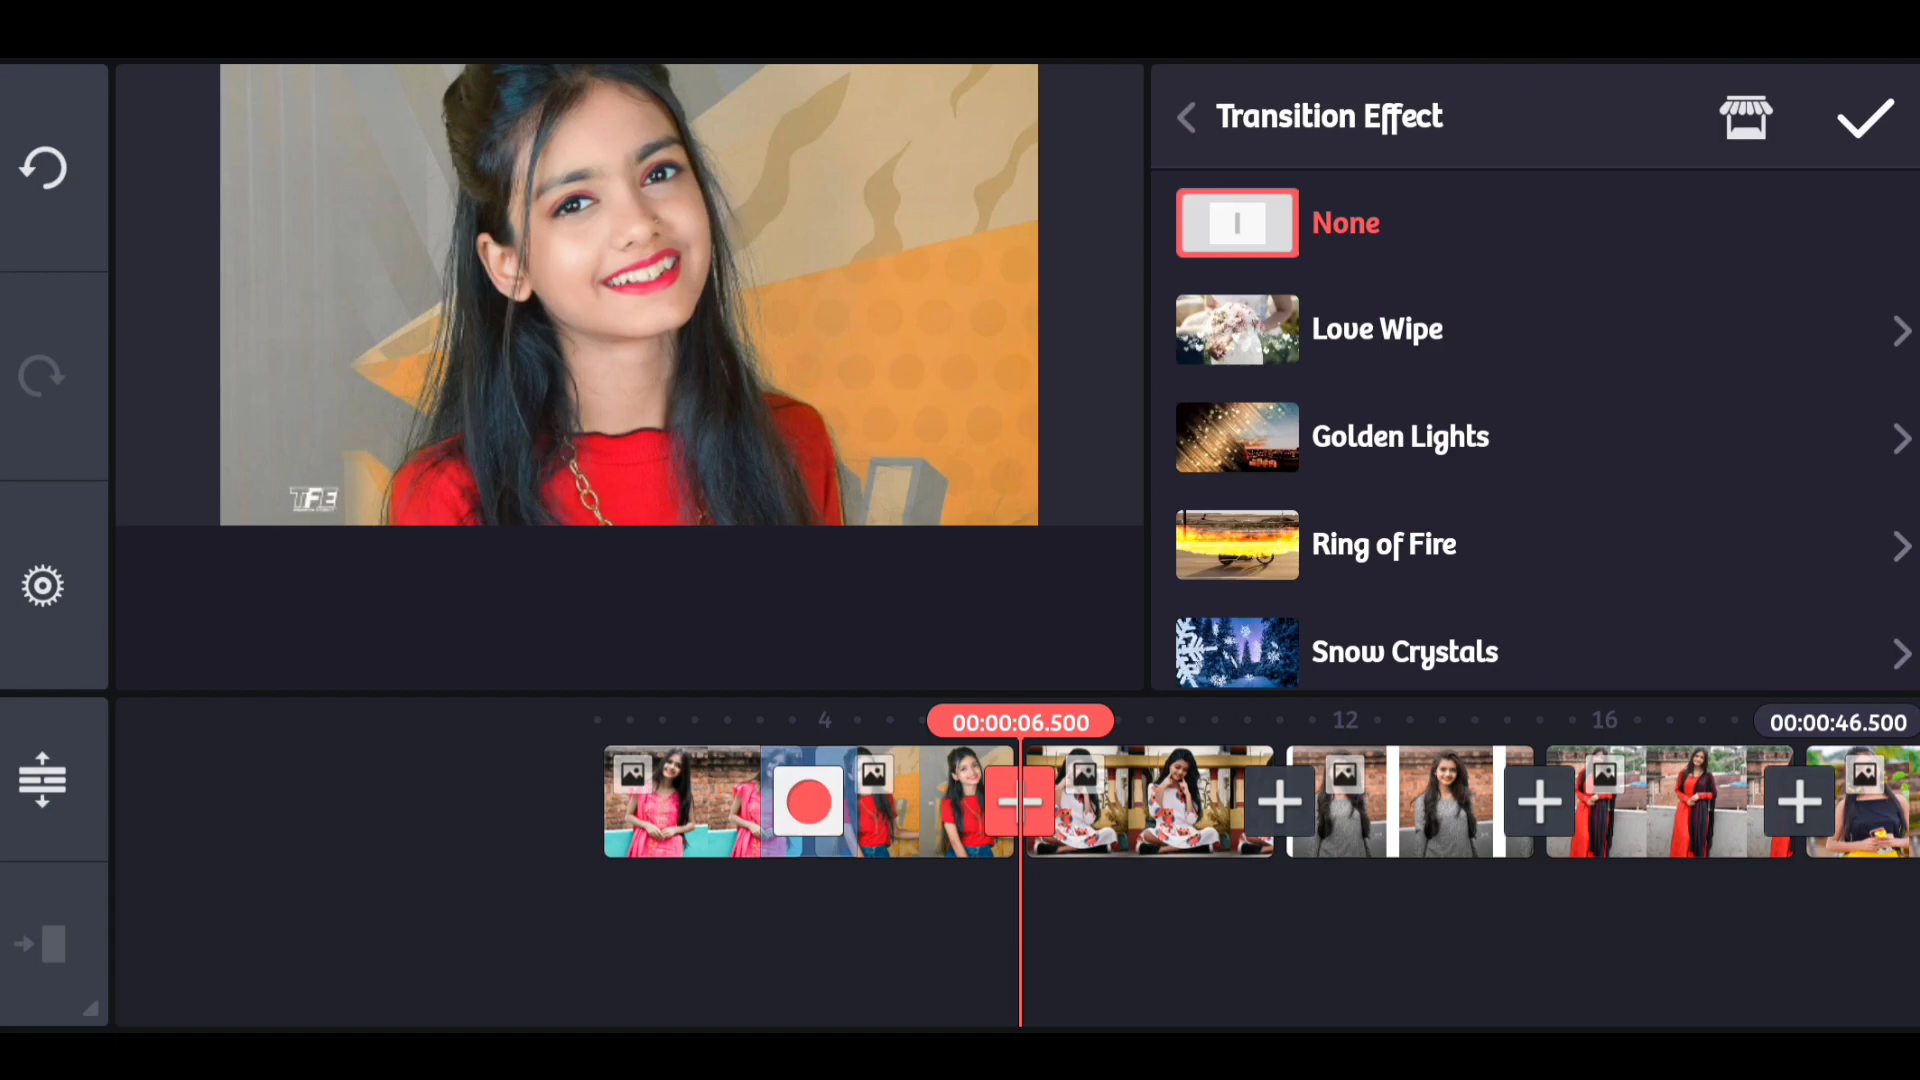 Transition Effect
None
Love Wipe
Golden Lights
Ring of Fire
Snow Crystals
TFE
4
00:00:06.500
12
16
00:00:46.500